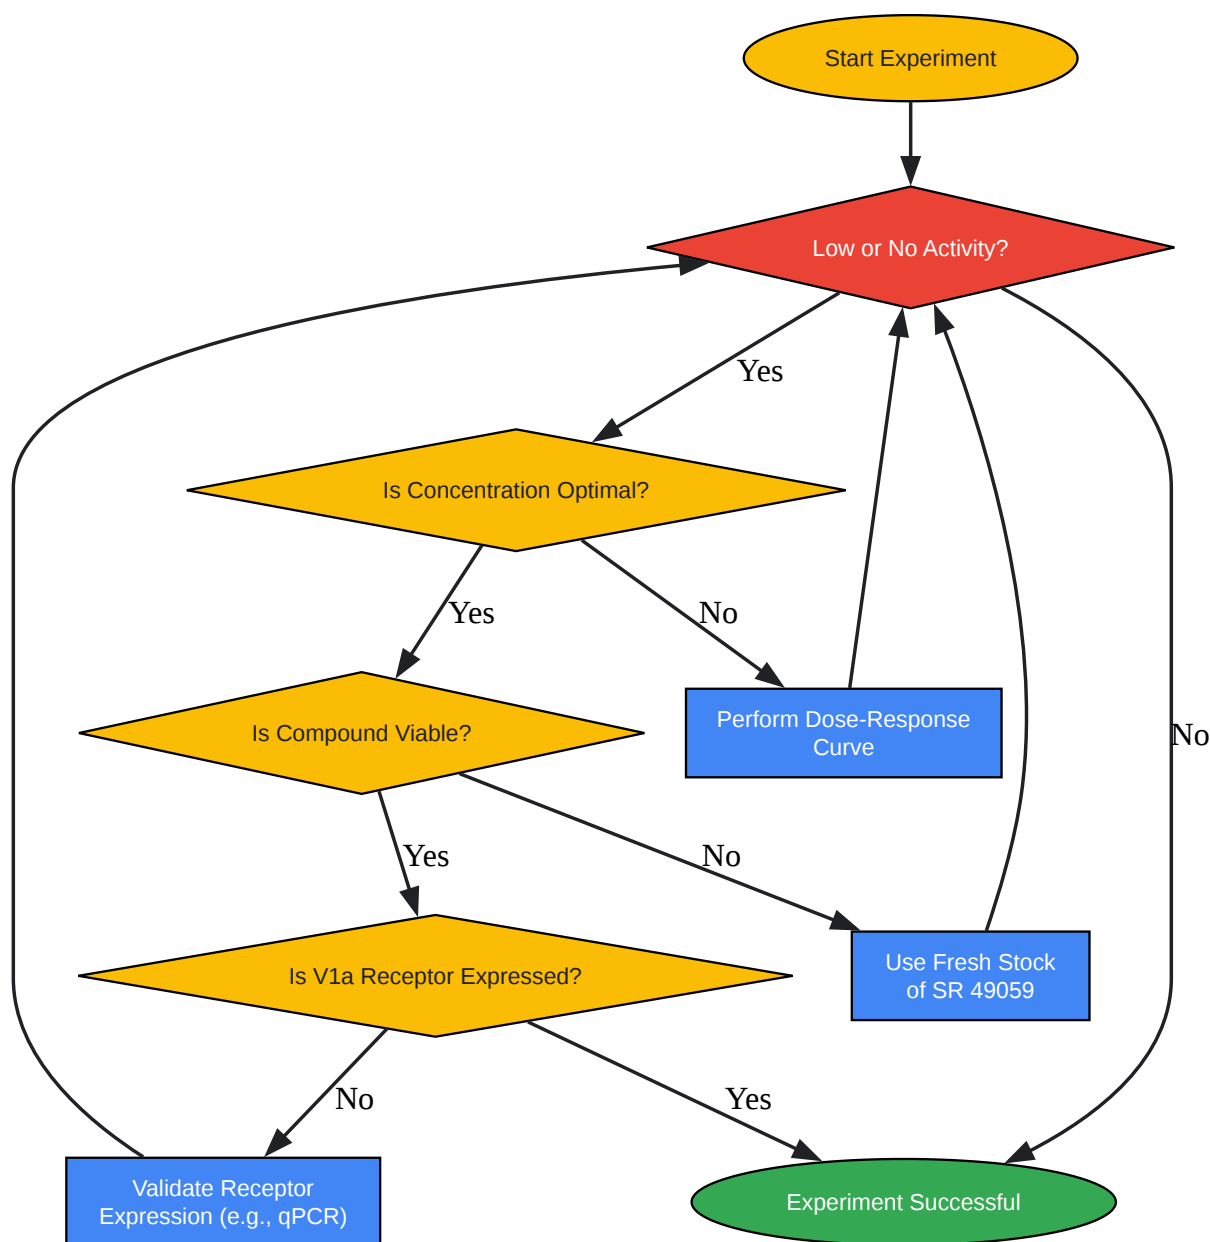 Start Experiment
Low or No Activity?
Yes
Is Concentration Optimal?
Yes
No
Perform Dose-Response
Curve
Is Compound Viable?
No
Yes
No
Use Fresh Stock
of SR 49059
Is V1a Receptor Expressed?
No
Yes
Validate Receptor
Expression (e.g., qPCR)
Experiment Successful